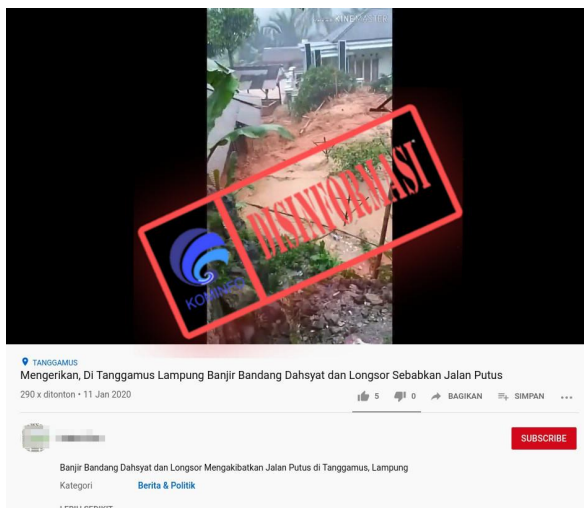 KINEMASTER
KOMINFO
DISINFORMASI
TANGGAMUS
Mengerikan, Di Tanggamus Lampung Banjir Bandang Dahsyat dan Longsor Sebabkan Jalan Putus
290 x ditonton • 11 Jan 2020
5
0
BAGIKAN
SIMPAN
SUBSCRIBE
Banjir Bandang Dahsyat dan Longsor Mengakibatkan Jalan Putus di Tanggamus, Lampung
Kategori
Berita & Politik